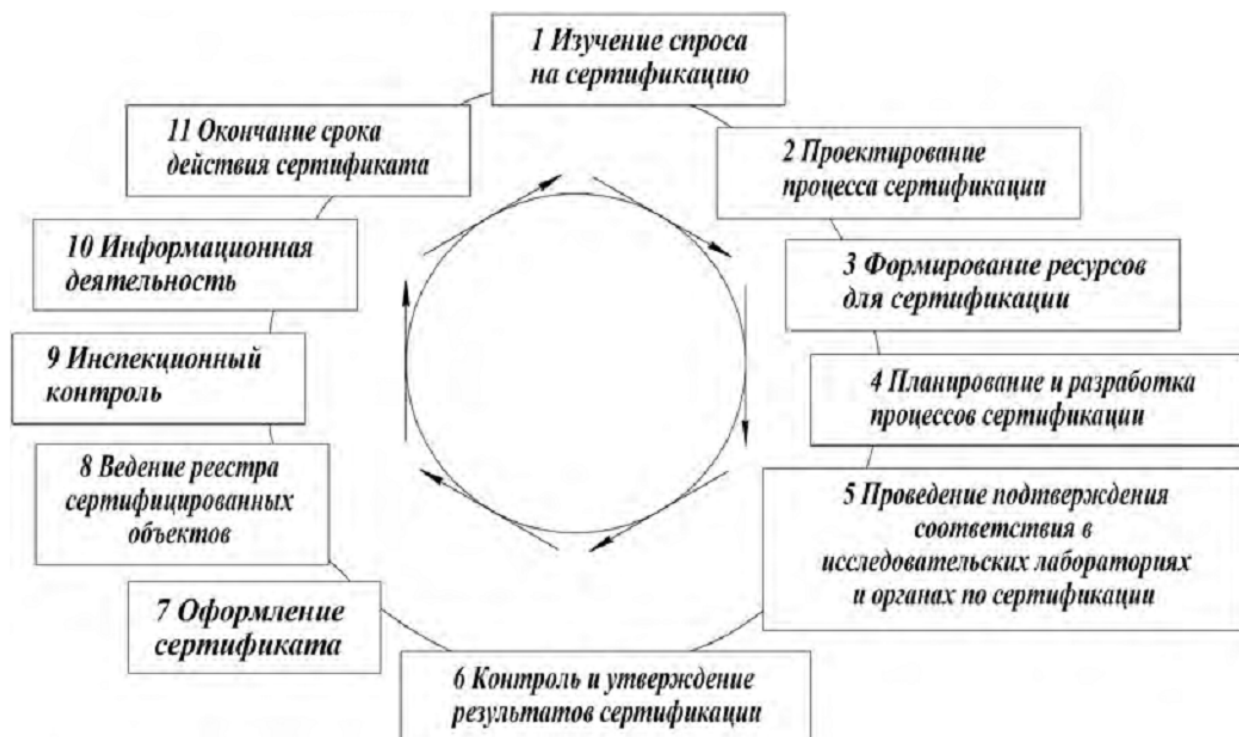 1 Изучение спроса
на сертификацию
2 Проектирование
процесса сертификации
3 Формирование ресурсов
для сертификации
4 Планирование и разработка
процессов сертификации
5 Проведение подтверждения
соответствия в
исследовательских лабораториях
и органах по сертификации
6 Контроль и утверждение
результатов сертификации
7 Оформление
сертификата
8 Ведение реестра
сертифицированных
объектов
9 Инспекционный
контроль
10 Информационная
деятельность
11 Окончание срока
действия сертификата